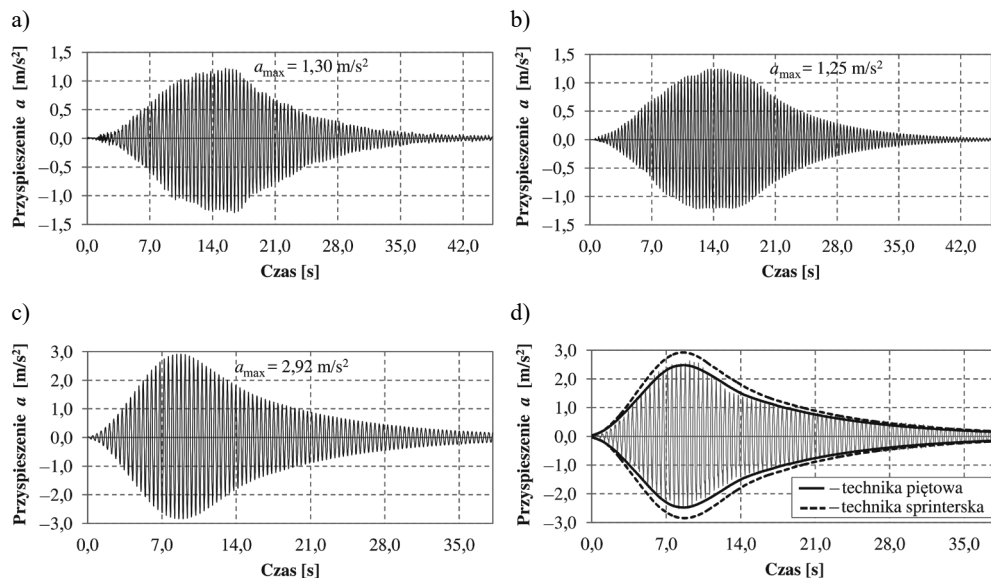 a)
Przyspieszenie a [m/s²]
1,5
1,0
0,5
0,0
−0,5
−1,0
−1,5
a max = 1,30 m/s²
0,0 7,0 14,0 21,0 28,0 35,0 42,0
Czas [s]
b)
Przyspieszenie a [m/s²]
1,5
1,0
0,5
0,0
−0,5
−1,0
−1,5
a max = 1,25 m/s²
0,0 7,0 14,0 21,0 28,0 35,0 42,0
Czas [s]
c)
Przyspieszenie a [m/s²]
3,0
2,0
1,0
0,0
−1,0
−2,0
−3,0
a max = 2,92 m/s²
0,0 7,0 14,0 21,0 28,0 35,0
Czas [s]
d)
Przyspieszenie a [m/s²]
3,0
2,0
1,0
0,0
−1,0
−2,0
−3,0
–technika piętowa
–technika sprinterska
0,0 7,0 14,0 21,0 28,0 35,0
Czas [s]